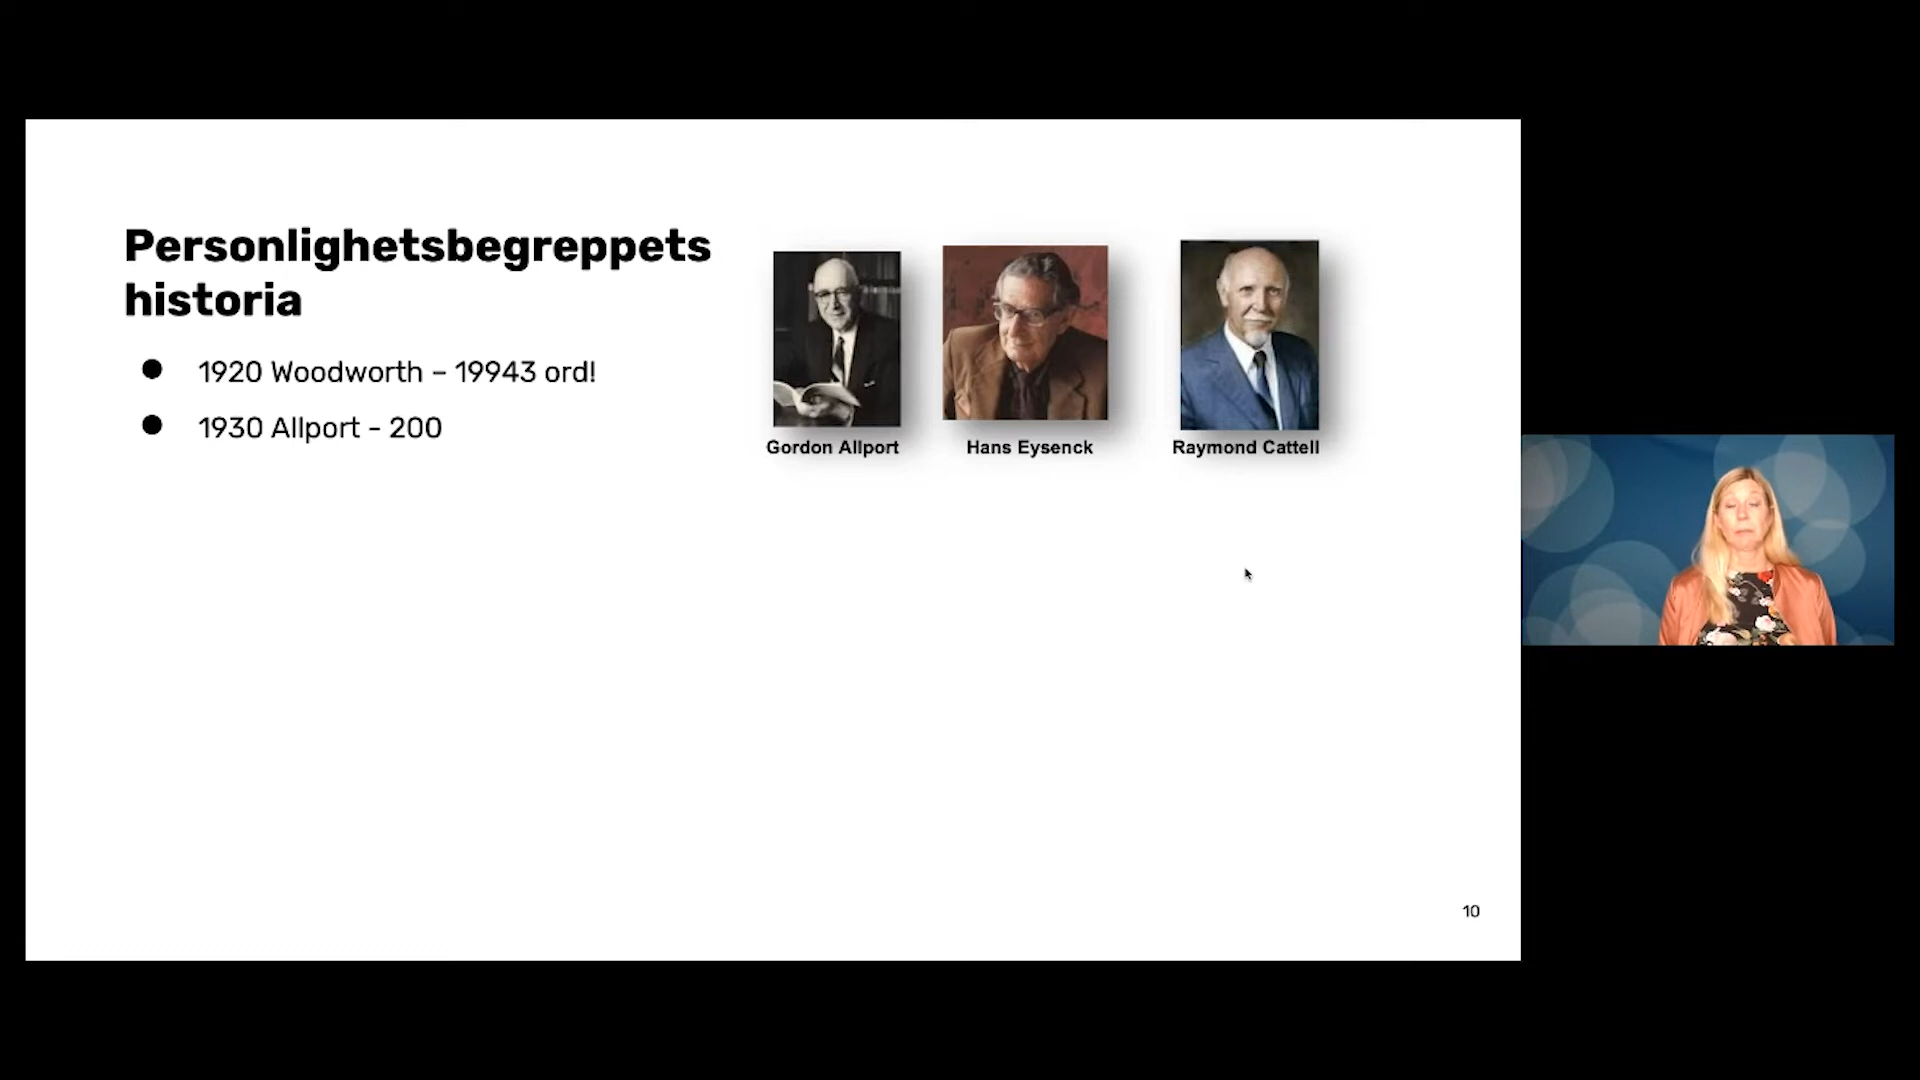 Personlighetsbegreppets
historia
● 1920 Woodworth – 19943 ord!
● 1930 Allport - 200
Gordon Allport
Hans Eysenck
Raymond Cattell
10